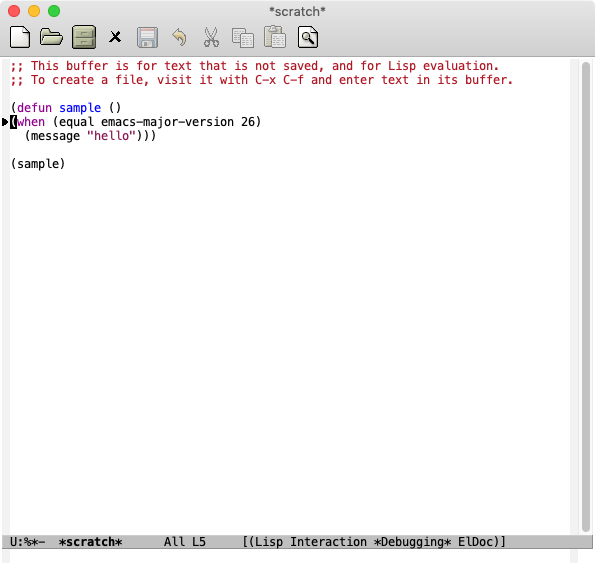 *scratch*
;; This buffer is for text that is not saved, and for Lisp evaluation.
;; To create a file, visit it with C-x C-f and enter text in its buffer.
(defun sample ()
(when (equal emacs-major-version 26)
(message "hello")))
(sample)
U:%*- *scratch* All L5 [(Lisp Interaction *Debugging* ElDoc)]